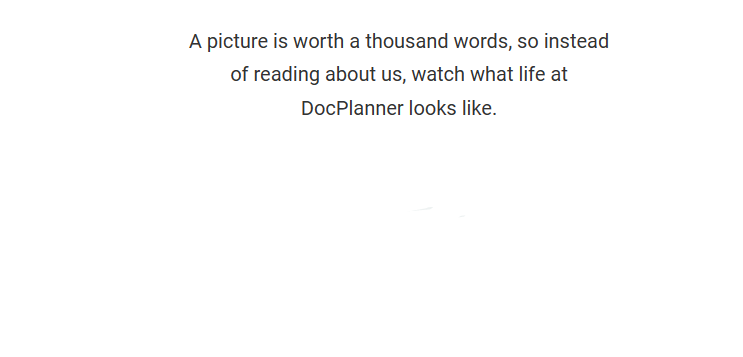 A picture is worth a thousand words, so instead
of reading about us, watch what life at
DocPlanner looks like.